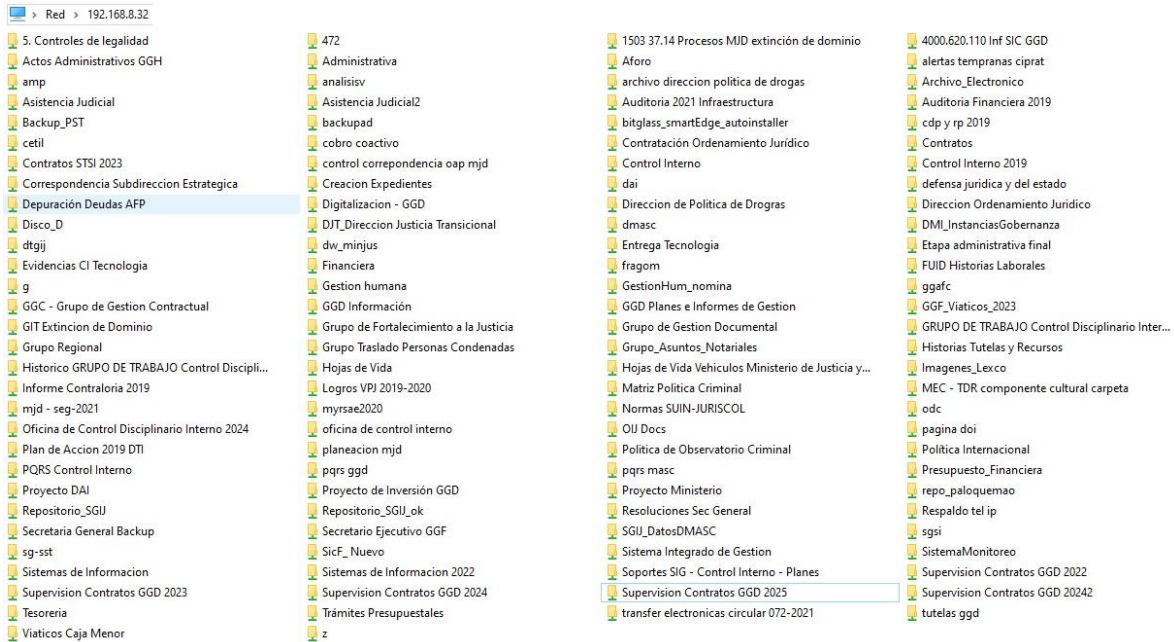 Red > 192.168.8.32
5. Controles de legalidad
472
1503 37.14 Procesos MJD extinción de dominio
4000.620.110 Inf SIC GGD
Actos Administrativos GGH
Administrativa
Aforo
alertas tempranas ciprat
amp
analisisv
archivo direccion politica de drogas
Archivo_Electronico
Asistencia Judicial
Asistencia Judicial2
Auditoria 2021 Infraestructura
Auditoria Financiera 2019
Backup_PST
backupad
bitglass_smartEdge_autoinstaller
cdp y rp 2019
cetil
cobro coactivo
Contratación Ordenamiento Jurídico
Contratos
Contratos STSI 2023
control correpondencia oap mjd
Control Interno
Control Interno 2019
Correspondencia Subdireccion Estrategica
Creacion Expedientes
dai
defensa juridica y del estado
Depuración Deudas AFP
Digitalizacion - GGD
Direccion de Politica de Drogras
Direccion Ordenamiento Juridico
Disco_D
DJT_Direccion Justicia Transicional
dmasc
DMI_InstanciasGobernanza
dtgij
dw_minjus
Entrega Tecnologia
Etapa administrativa final
Evidencias CI Tecnologia
Financiera
fragom
FUID Historias Laborales
g
Gestion humana
GestionHum_nomina
ggafc
GGC - Grupo de Gestion Contractual
GGD Información
GGD Planes e Informes de Gestion
GGF_Viaticos_2023
GIT Extincion de Dominio
Grupo de Fortalecimiento a la Justicia
Grupo de Gestion Documental
GRUPO DE TRABAJO Control Disciplinario Inter...
Grupo Regional
Grupo Traslado Personas Condenadas
Grupo_Asuntos_Notariales
Historias Tutelas y Recursos
Historico GRUPO DE TRABAJO Control Discipli...
Hojas de Vida
Hojas de Vida Vehiculos Ministerio de Justicia y...
Imagenes_Lexco
Informe Contraloria 2019
Logros VPJ 2019-2020
Matriz Politica Criminal
MEC - TDR componente cultural carpeta
mjd - seg-2021
myrsae2020
Normas SUIN-JURISCOL
odc
Oficina de Control Disciplinario Interno 2024
oficina de control interno
OIJ Docs
pagina doi
Plan de Accion 2019 DTI
planeacion mjd
Politica de Observatorio Criminal
Política Internacional
PQRS Control Interno
pqrs ggd
pqrs masc
Presupuesto_Financiera
Proyecto DAI
Proyecto de Inversión GGD
Proyecto Ministerio
repo_paloquemao
Repositorio_SGIJ
Repositorio_SGIJ_ok
Resoluciones Sec General
Respaldo tel ip
Secretaria General Backup
Secretario Ejecutivo GGF
SGIJ_DatosDMASC
sgsi
sg-sst
SicF_ Nuevo
Sistema Integrado de Gestion
SistemaMonitoreo
Sistemas de Informacion
Sistemas de Informacion 2022
Soportes SIG - Control Interno - Planes
Supervision Contratos GGD 2022
Supervision Contratos GGD 2023
Supervision Contratos GGD 2024
Supervision Contratos GGD 2025
Supervision Contratos GGD 20242
Tesoreria
Trámites Presupuestales
transfer electronicas circular 072-2021
tutelas ggd
Viaticos Caja Menor
z